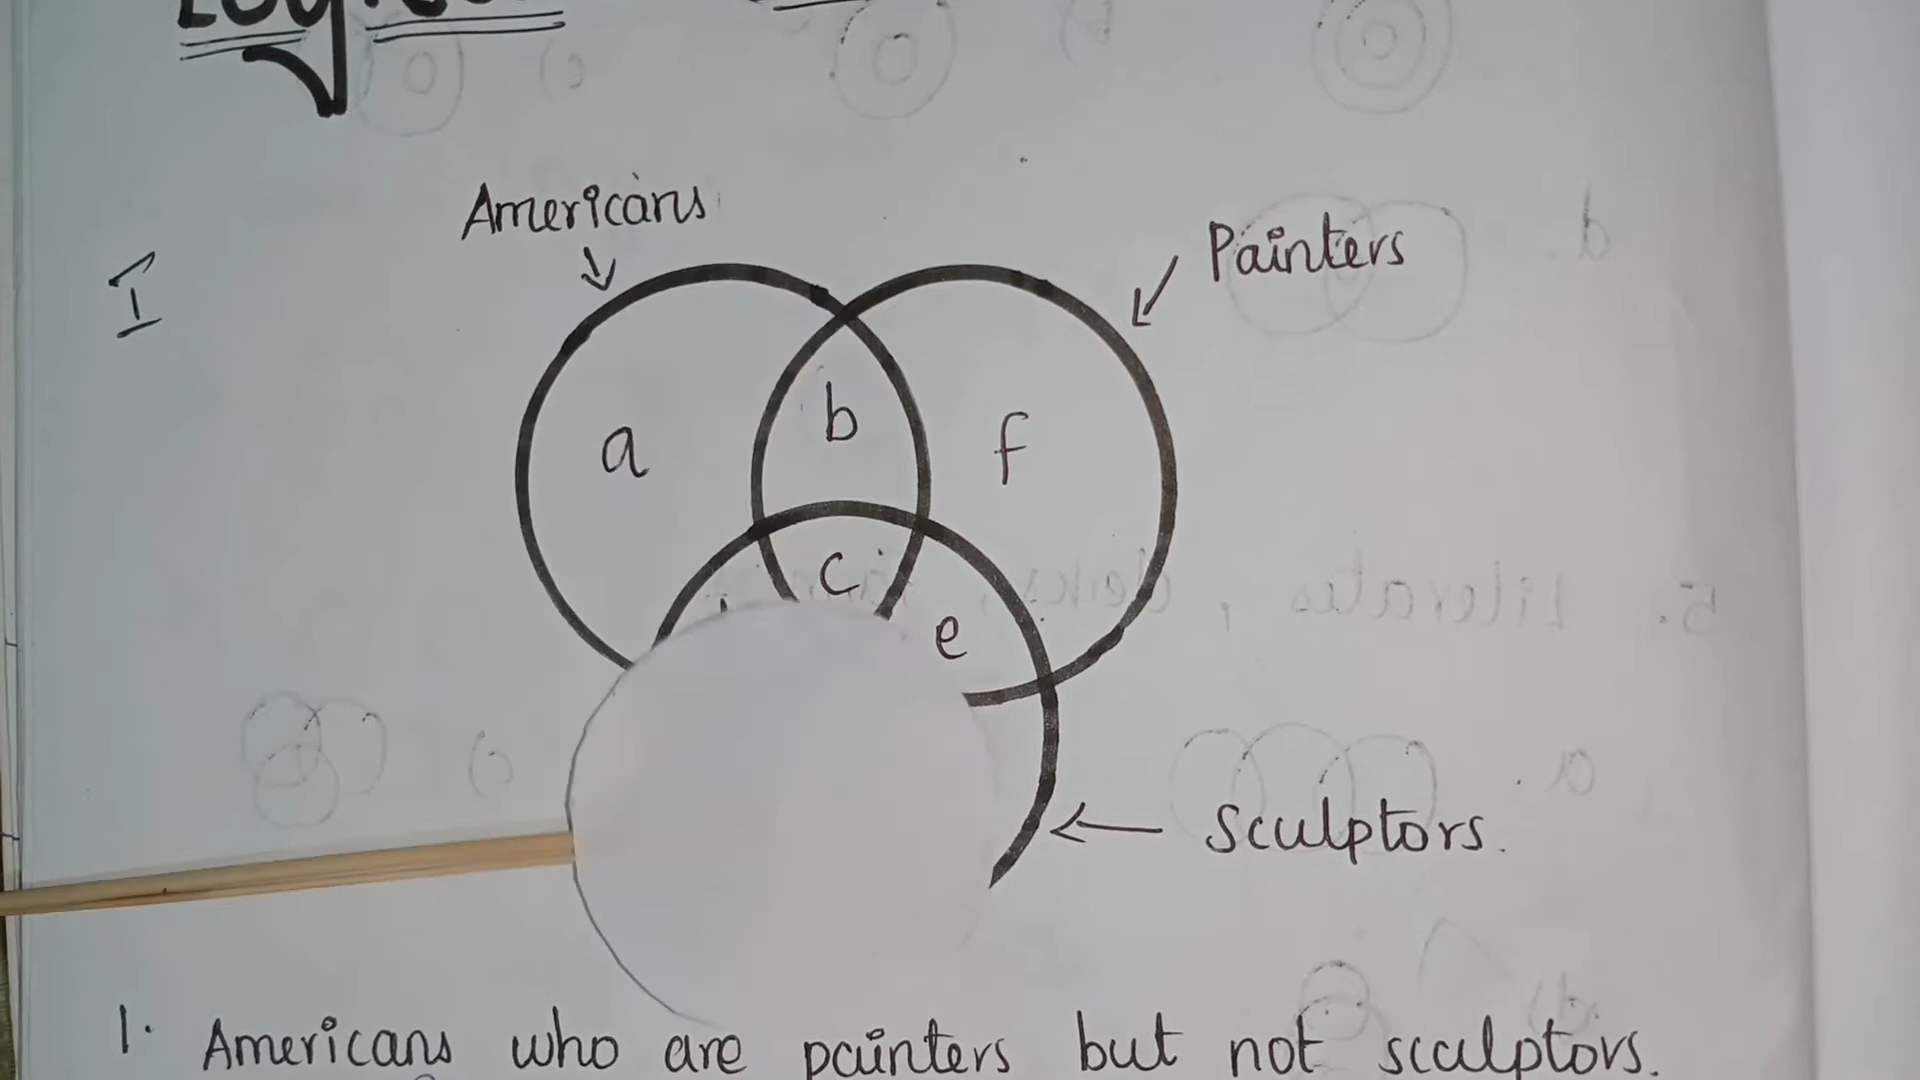 Americans
Painters
I
a
b
f
c
e
Sculptors.
1. Americans who are painters but not sculptors.